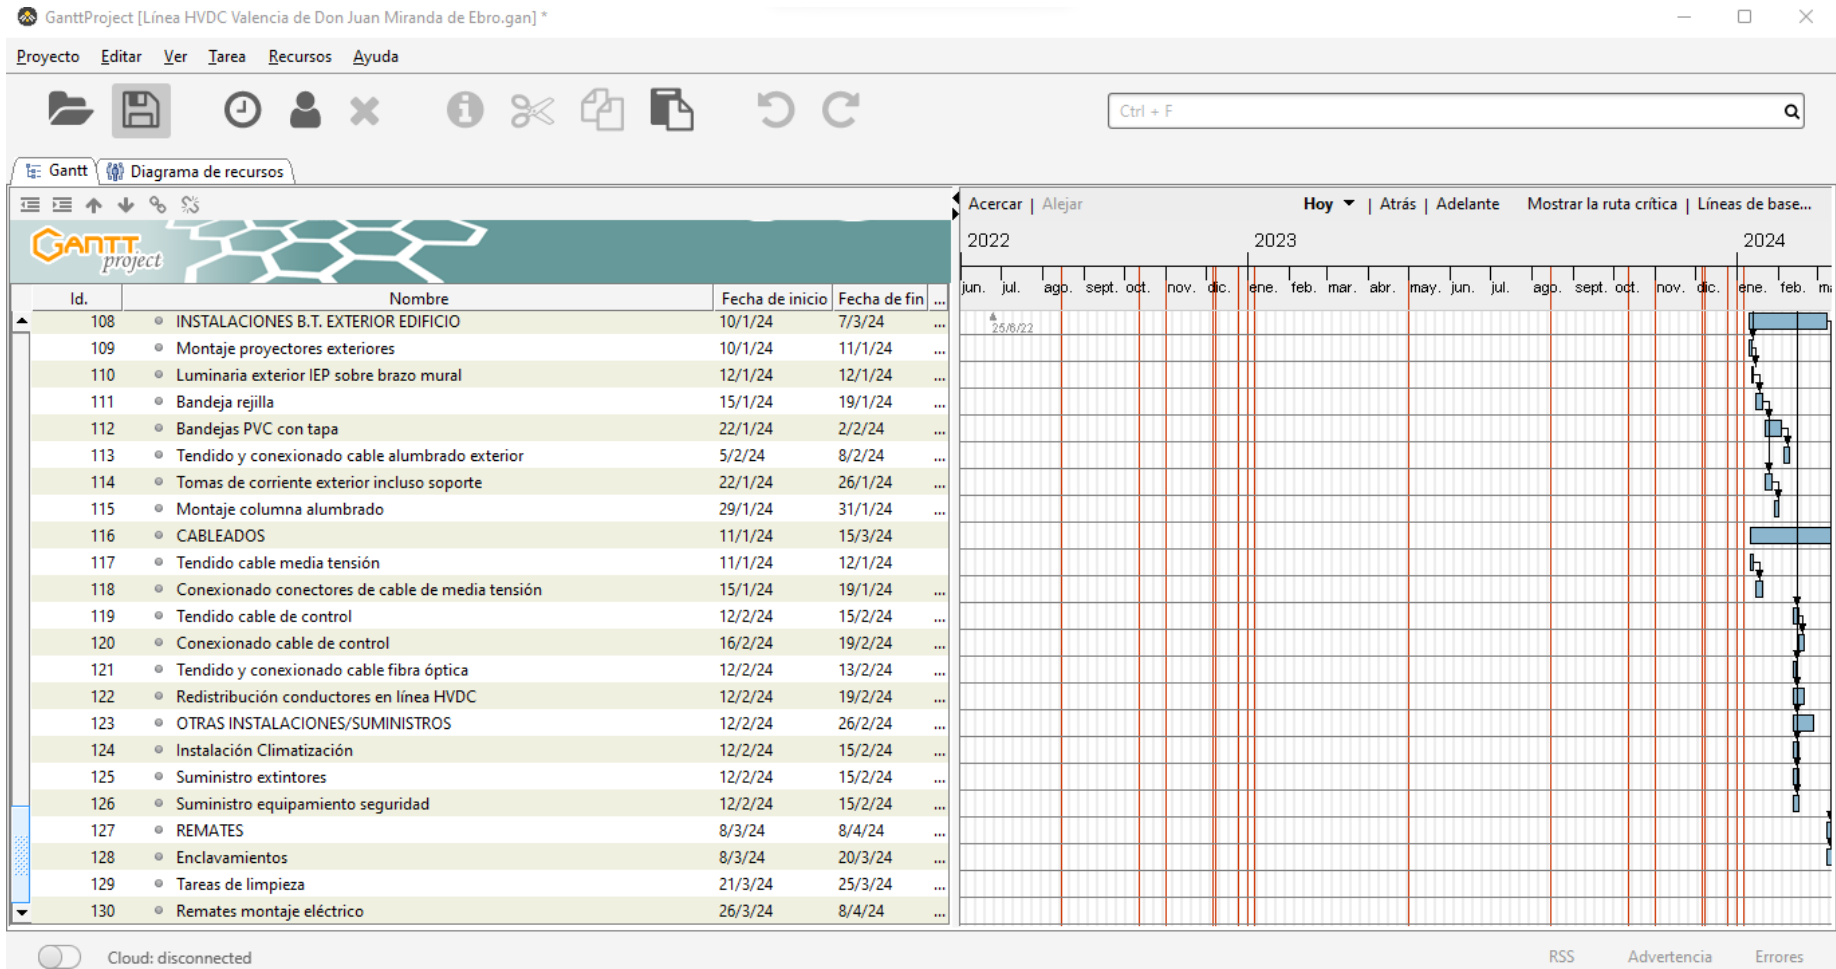 GanttProject [Línea HVDC Valencia de Don Juan Miranda de Ebro.gan] *
Proyecto Editar Ver Tarea Recursos Ayuda
Ctrl + F
Gantt Diagrama de recursos
Acercar | Alejar Hoy | Atrás | Adelante Mostrar la ruta crítica | Líneas de base...
GANTT project
2022 2023 2024
Id. Nombre Fecha de inicio Fecha de fin ...
jun. jul. ago. sept. oct. nov. dic. ene. feb. mar. abr. may. jun. jul. ago. sept. oct. nov. dic. ene. feb.
108 INSTALACIONES B.T. EXTERIOR EDIFICIO 10/1/24 7/3/24 ...
25/6/22
109 Montaje proyectores exteriores 10/1/24 11/1/24 ...
110 Luminaria exterior IEP sobre brazo mural 12/1/24 12/1/24 ...
111 Bandeja rejilla 15/1/24 19/1/24 ...
112 Bandejas PVC con tapa 22/1/24 2/2/24 ...
113 Tendido y conexionado cable alumbrado exterior 5/2/24 8/2/24 ...
114 Tomas de corriente exterior incluso soporte 22/1/24 26/1/24 ...
115 Montaje columna alumbrado 29/1/24 31/1/24 ...
116 CABLEADOS 11/1/24 15/3/24
117 Tendido cable media tensión 11/1/24 12/1/24
118 Conexionado conectores de cable de media tensión 15/1/24 19/1/24 ...
119 Tendido cable de control 12/2/24 15/2/24 ...
120 Conexionado cable de control 16/2/24 19/2/24 ...
121 Tendido y conexionado cable fibra óptica 12/2/24 13/2/24 ...
122 Redistribución conductores en línea HVDC 12/2/24 19/2/24 ...
123 OTRAS INSTALACIONES/SUMINISTROS 12/2/24 26/2/24 ...
124 Instalación Climatización 12/2/24 15/2/24 ...
125 Suministro extintores 12/2/24 15/2/24 ...
126 Suministro equipamiento seguridad 12/2/24 15/2/24 ...
127 REMATES 8/3/24 8/4/24 ...
128 Enclavamientos 8/3/24 20/3/24 ...
129 Tareas de limpieza 21/3/24 25/3/24 ...
130 Remates montaje eléctrico 26/3/24 8/4/24 ...
Cloud: disconnected RSS Advertencia Errores